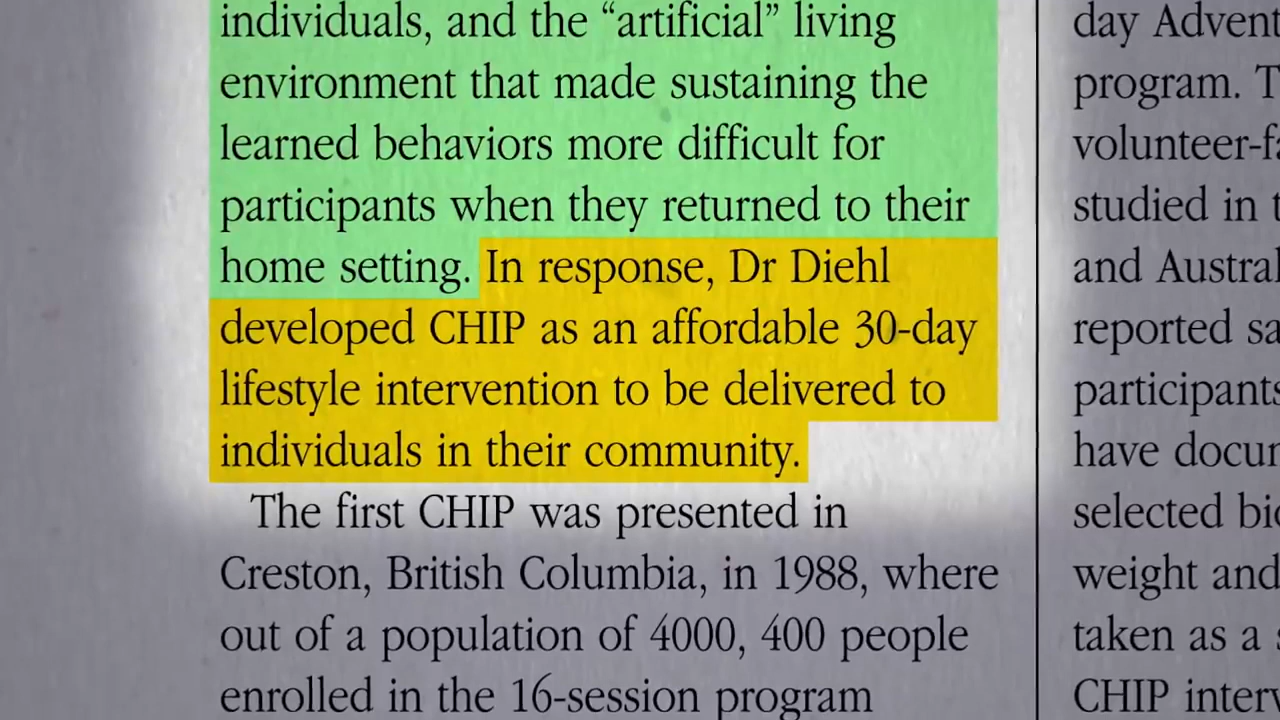 individuals, and the “artificial” living
environment that made sustaining the
learned behaviors more difficult for
participants when they returned to their
home setting. In response, Dr Diehl
developed CHIP as an affordable 30-day
lifestyle intervention to be delivered to
individuals in their community.
The first CHIP was presented in
Creston, British Columbia, in 1988, where
out of a population of 4000, 400 people
enrolled in the 16-session program
day
program.
studied in
and
reported
participants
have
selected
weight and
taken as a
CHIP